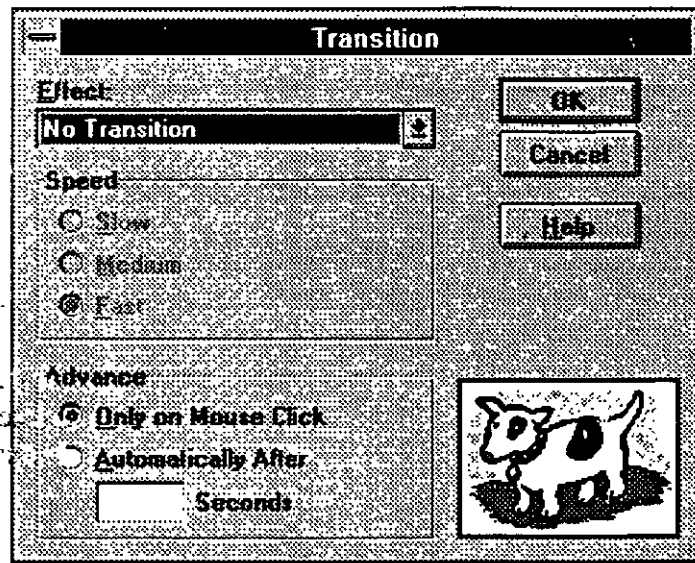 Transition
Effect:
No Transition
OK
Cancel
Speed
Slow
Medium
Fast
Help
Advance
Only on Mouse Click
Automatically After
Seconds